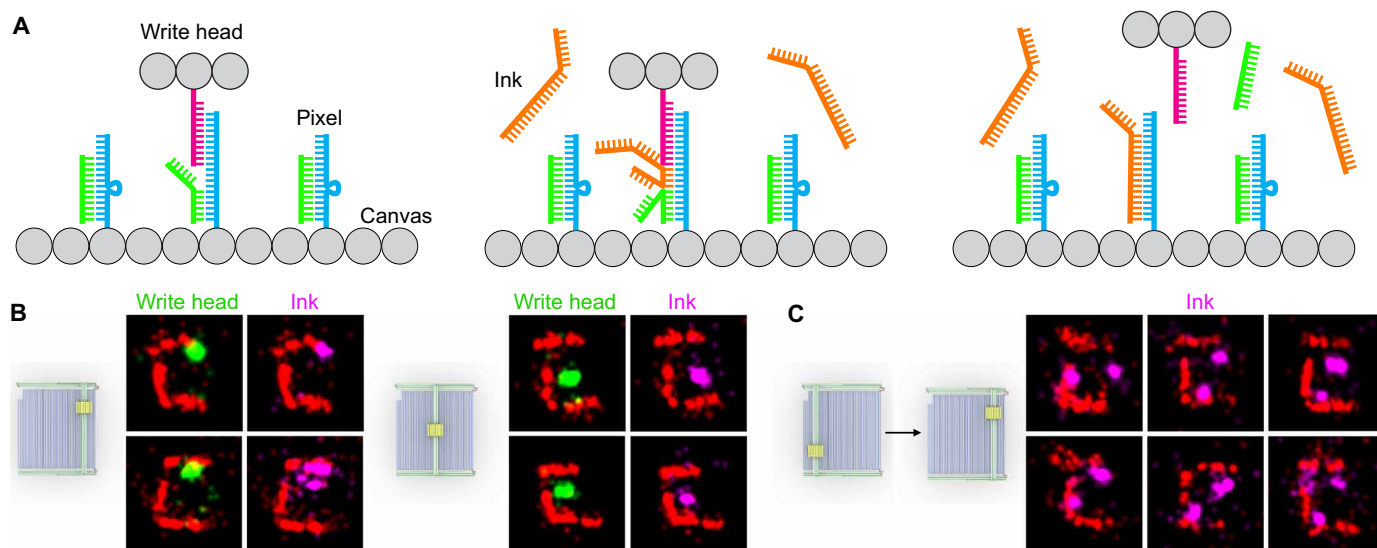 A
Write head
Pixel
Canvas
Ink
B
Write head
Ink
Write head
Ink
C
Ink